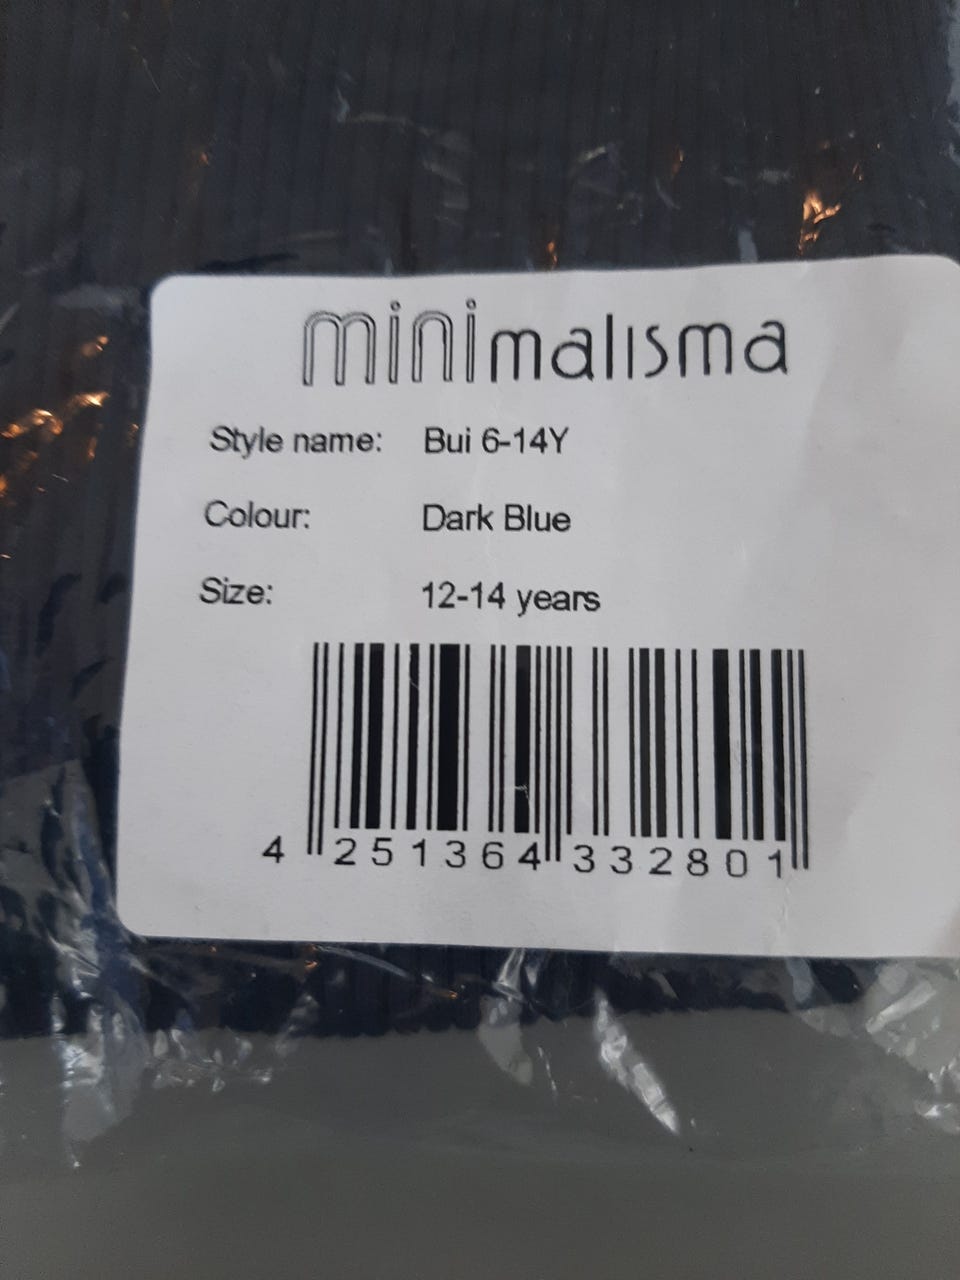 minimalisma
Style name: Bui 6-14Y
Colour: Dark Blue
Size: 12-14 years
4 251364 332801